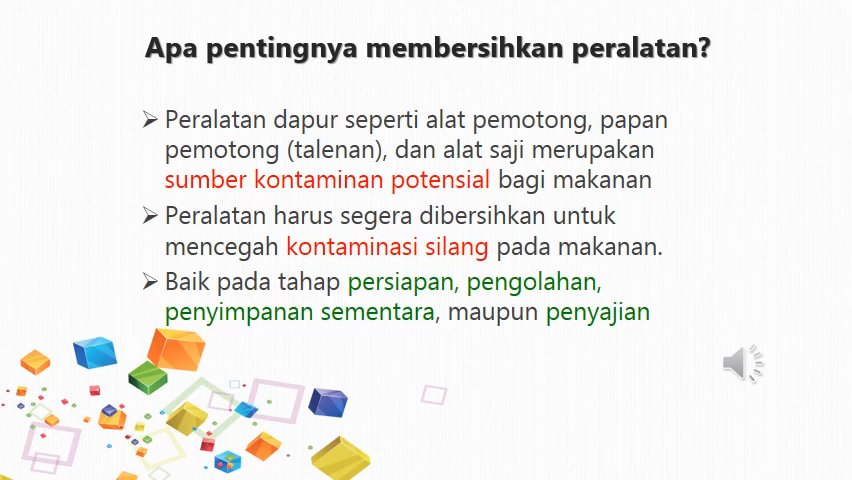 Apa pentingnya membersihkan peralatan?
➢ Peralatan dapur seperti alat pemotong, papan
pemotong (talenan), dan alat saji merupakan
sumber kontaminan potensial bagi makanan
➢ Peralatan harus segera dibersihkan untuk
mencegah kontaminasi silang pada makanan.
➢ Baik pada tahap persiapan, pengolahan,
penyimpanan sementara, maupun penyajian